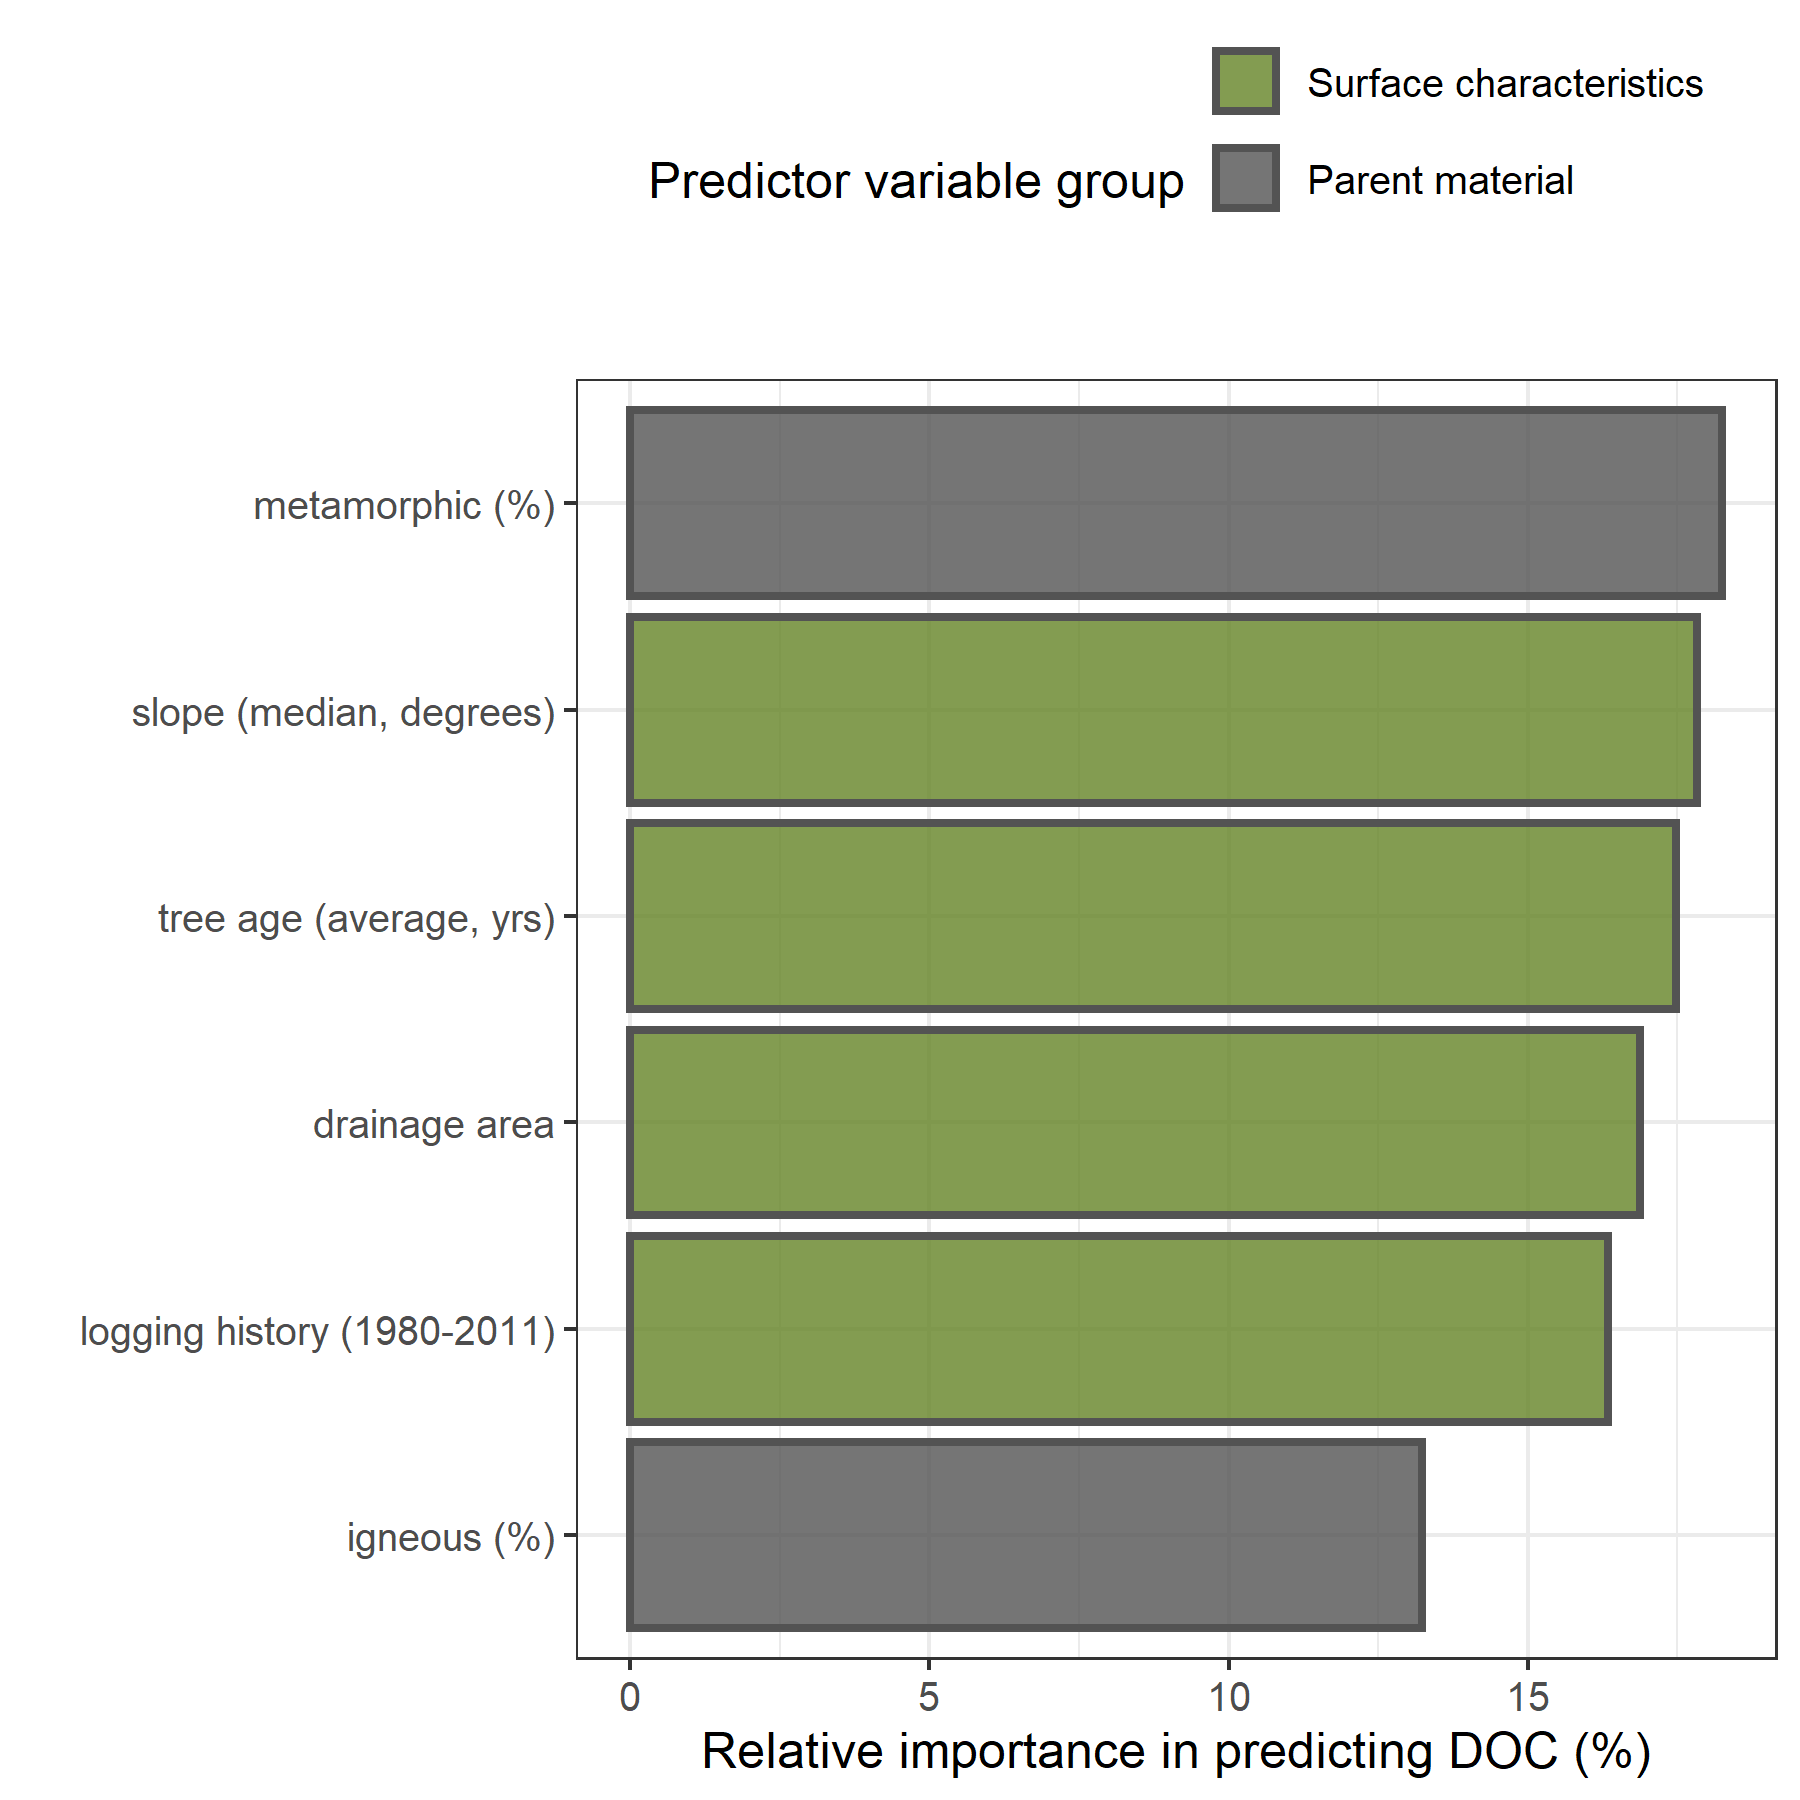 Surface characteristics
Predictor variable group
Parent material
metamorphic (%)
slope (median, degrees)
tree age (average, yrs)
drainage area
logging history (1980-2011)
igneous (%)
0 5 10 15
Relative importance in predicting DOC (%)